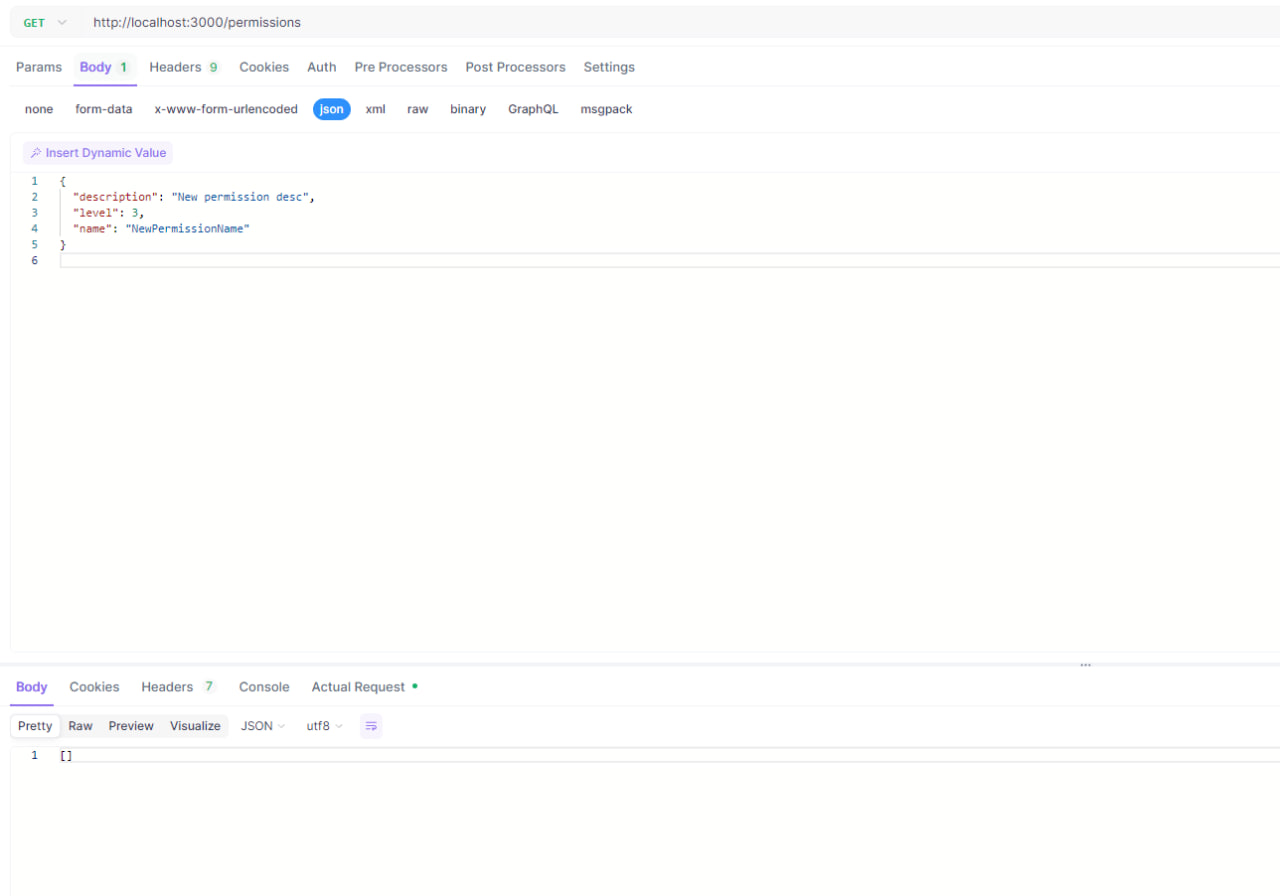 GET http://localhost:3000/permissions
Params Body 1 Headers 9 Cookies Auth Pre Processors Post Processors Settings
none form-data x-www-form-urlencoded json xml raw binary GraphQL msgpack
Insert Dynamic Value
1 {
2 "description": "New permission desc",
3 "level": 3,
4 "name": "NewPermissionName"
5 }
6
Body Cookies Headers 7 Console Actual Request
Pretty Raw Preview Visualize JSON utf8
1 []